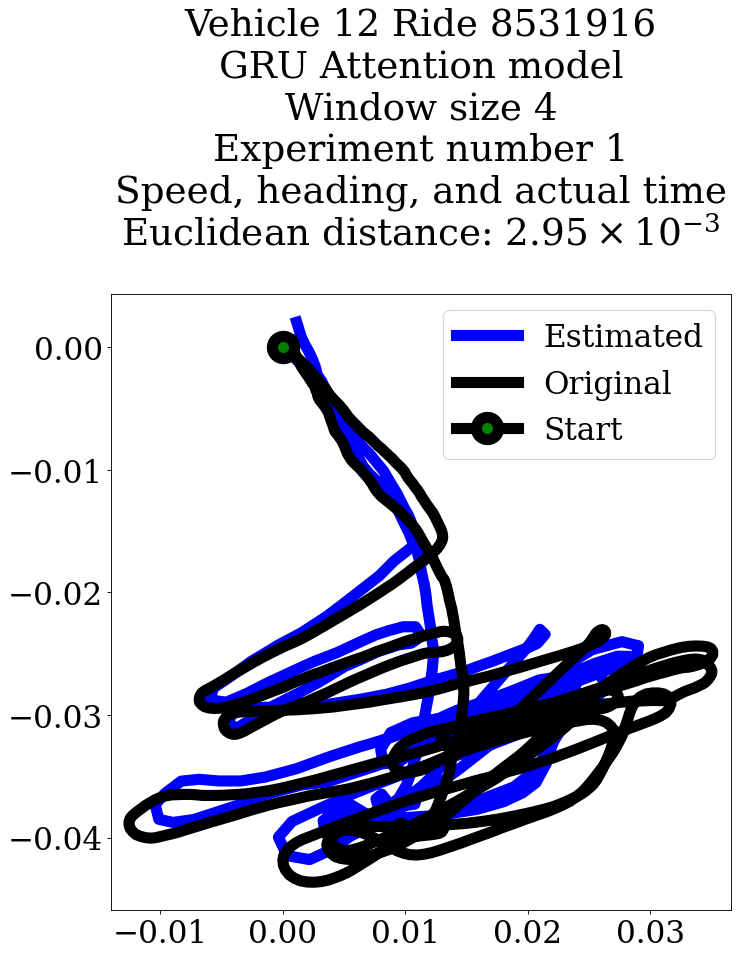 Vehicle 12 Ride 8531916
GRU Attention model
Window size 4
Experiment number 1
Speed, heading, and actual time
Euclidean distance: 2.95 × 10⁻³
Estimated
Original
Start
0.00
−0.01
−0.02
−0.03
−0.04
−0.01 0.00 0.01 0.02 0.03